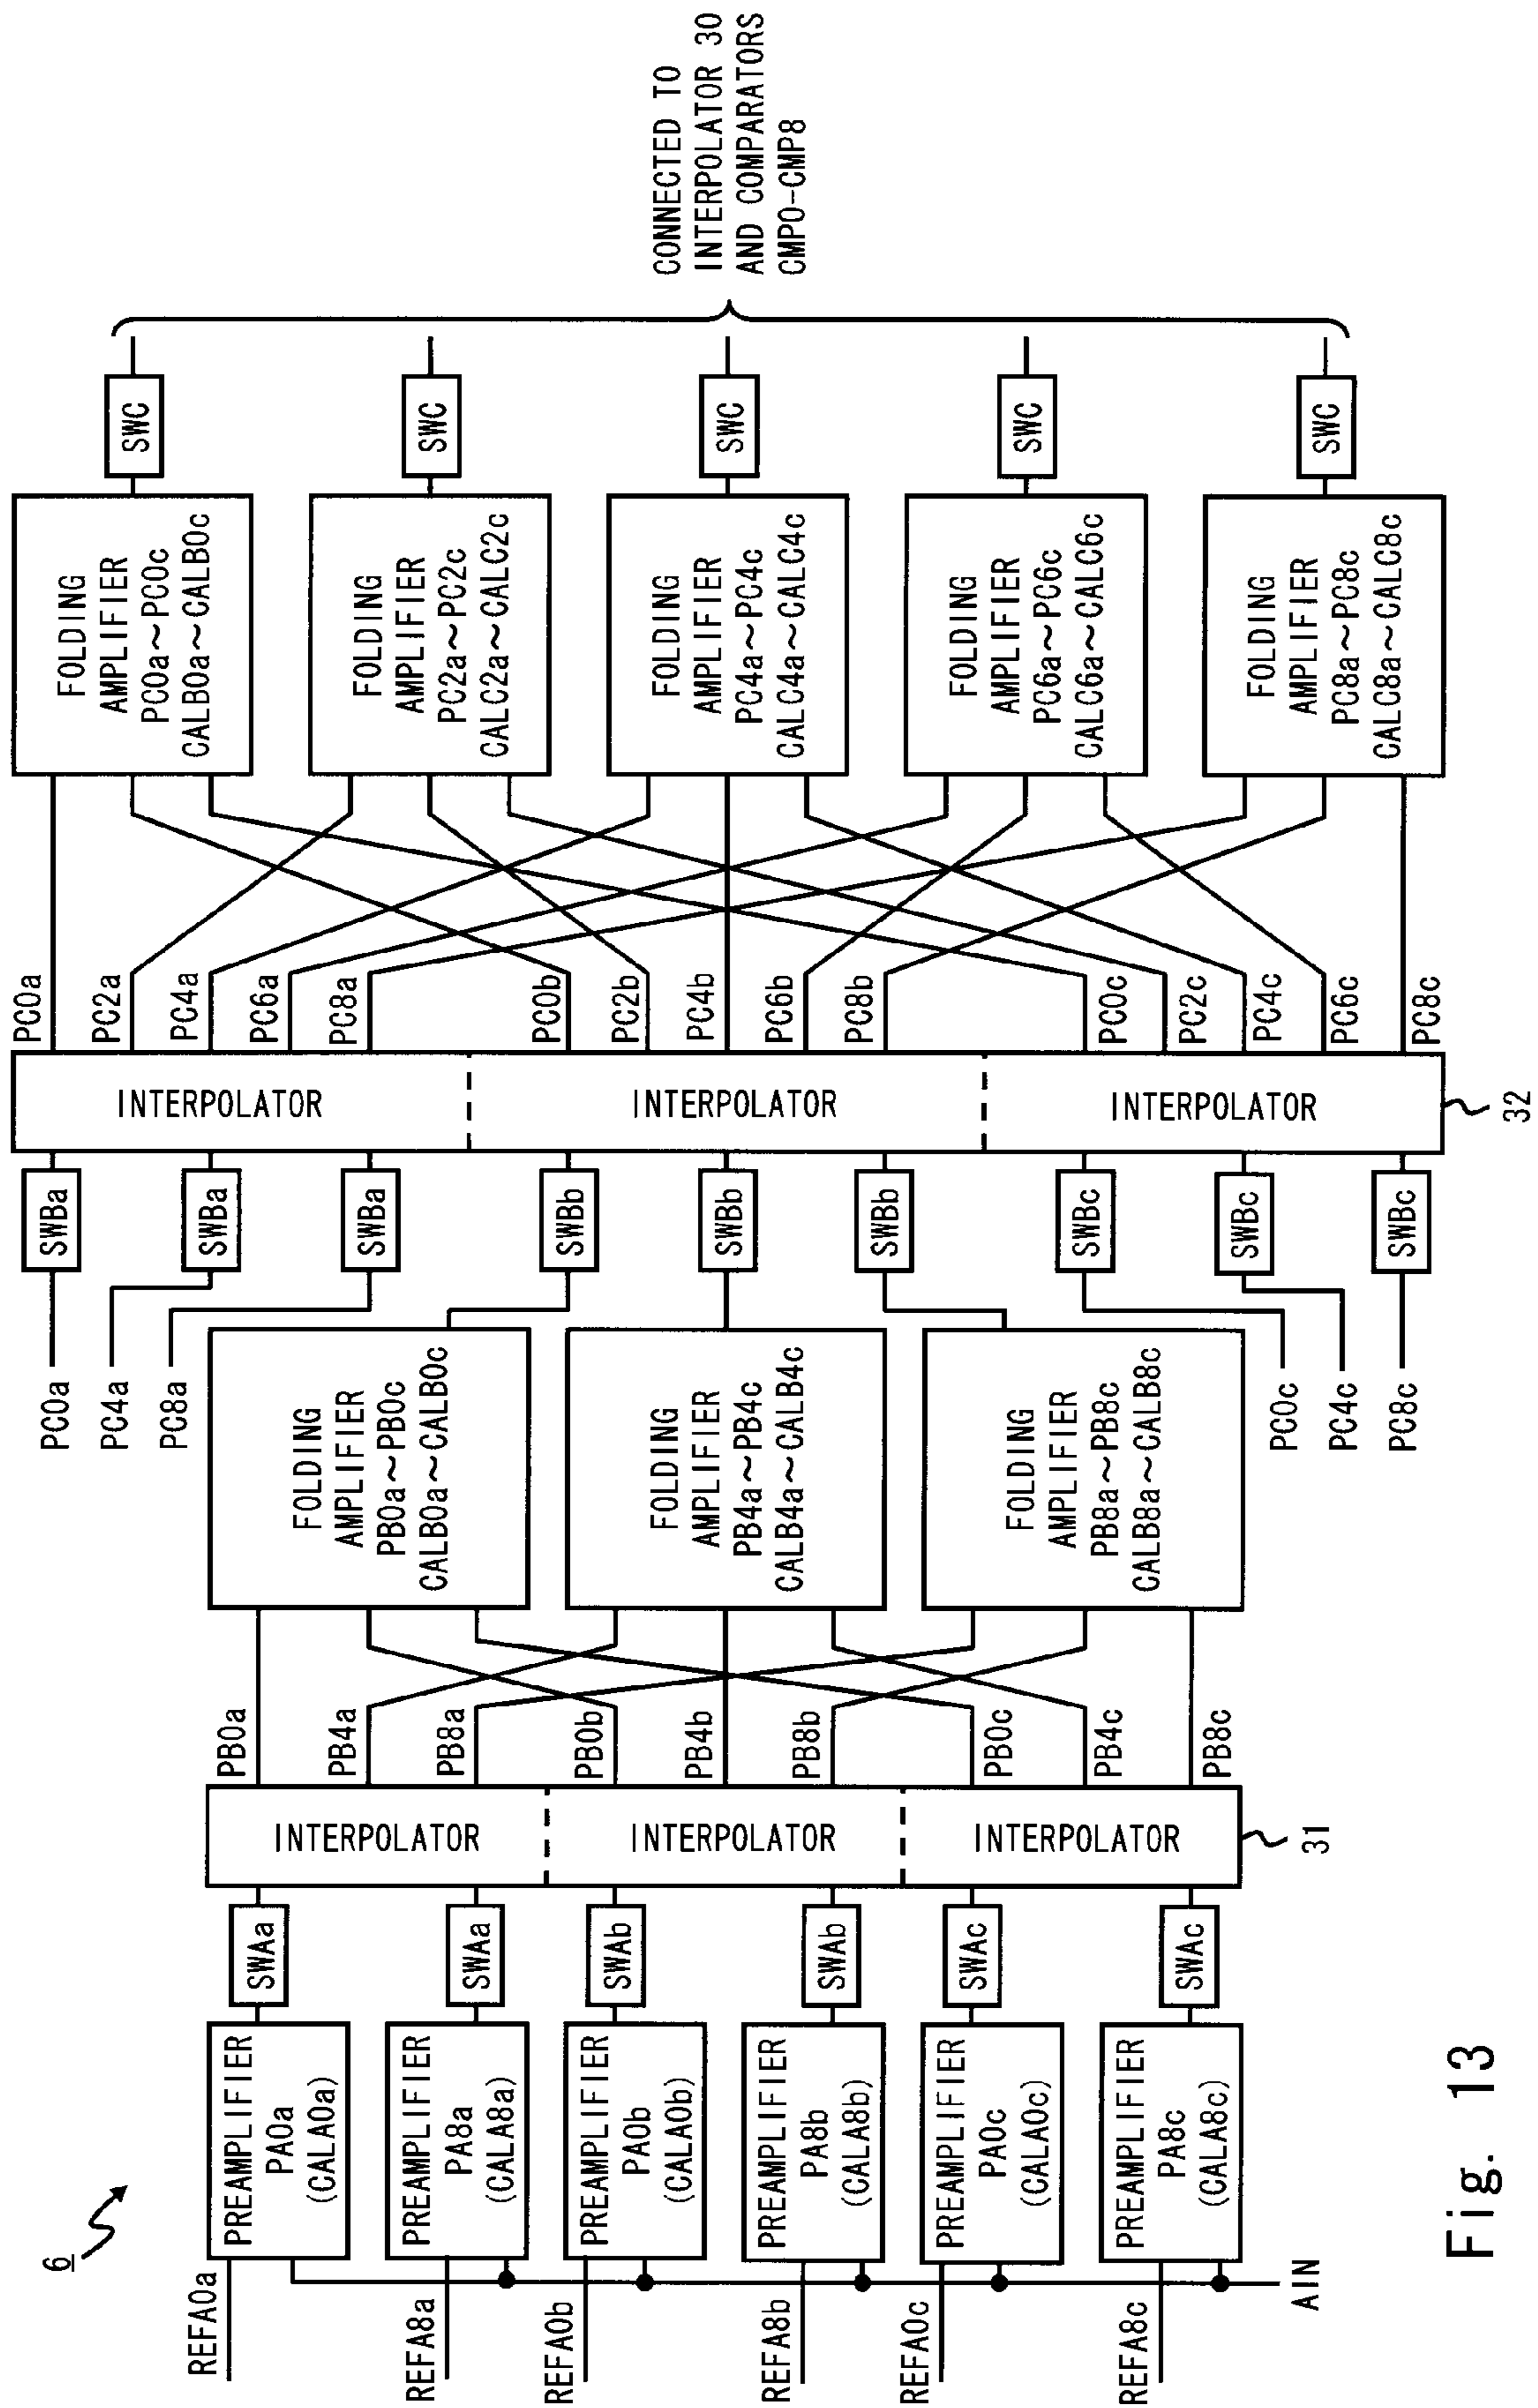 6
REFA0a
REFA8a
REFA0b
REFA8b
REFA0c
REFA8c
AIN
PREAMPLIFIER
PA0a
(CALA0a)
PREAMPLIFIER
PA8a
(CALA8a)
PREAMPLIFIER
PA0b
(CALA0b)
PREAMPLIFIER
PA8b
(CALA8b)
PREAMPLIFIER
PA0c
(CALA0c)
PREAMPLIFIER
PA8c
(CALA8c)
SWAa
SWAa
SWAb
SWAb
SWAc
SWAc
INTERPOLATOR
INTERPOLATOR
INTERPOLATOR
31
PB0a
PB4a
PB8a
PB0b
PB4b
PB8b
PB0c
PB4c
PB8c
FOLDING
AMPLIFIER
PB0a~PB0c
CALB0a~CALB0c
FOLDING
AMPLIFIER
PB4a~PB4c
CALB4a~CALB4c
FOLDING
AMPLIFIER
PB8a~PB8c
CALB8a~CALB8c
PC0a
PC4a
PC8a
PC0c
PC4c
PC8c
SWBa
SWBa
SWBa
SWBb
SWBb
SWBb
SWBc
SWBc
SWBc
INTERPOLATOR
INTERPOLATOR
INTERPOLATOR
32
PC0a
PC2a
PC4a
PC6a
PC8a
PC0b
PC2b
PC4b
PC6b
PC8b
PC0c
PC2c
PC4c
PC6c
PC8c
FOLDING
AMPLIFIER
PC0a~PC0c
CALB0a~CALB0c
FOLDING
AMPLIFIER
PC2a~PC2c
CALC2a~CALC2c
FOLDING
AMPLIFIER
PC4a~PC4c
CALC4a~CALC4c
FOLDING
AMPLIFIER
PC6a~PC6c
CALC6a~CALC6c
FOLDING
AMPLIFIER
PC8a~PC8c
CALC8a~CALC8c
SWC
SWC
SWC
SWC
SWC
CONNECTED TO
INTERPOLATOR 30
AND COMPARATORS
CMP0-CMP8
Fig. 13